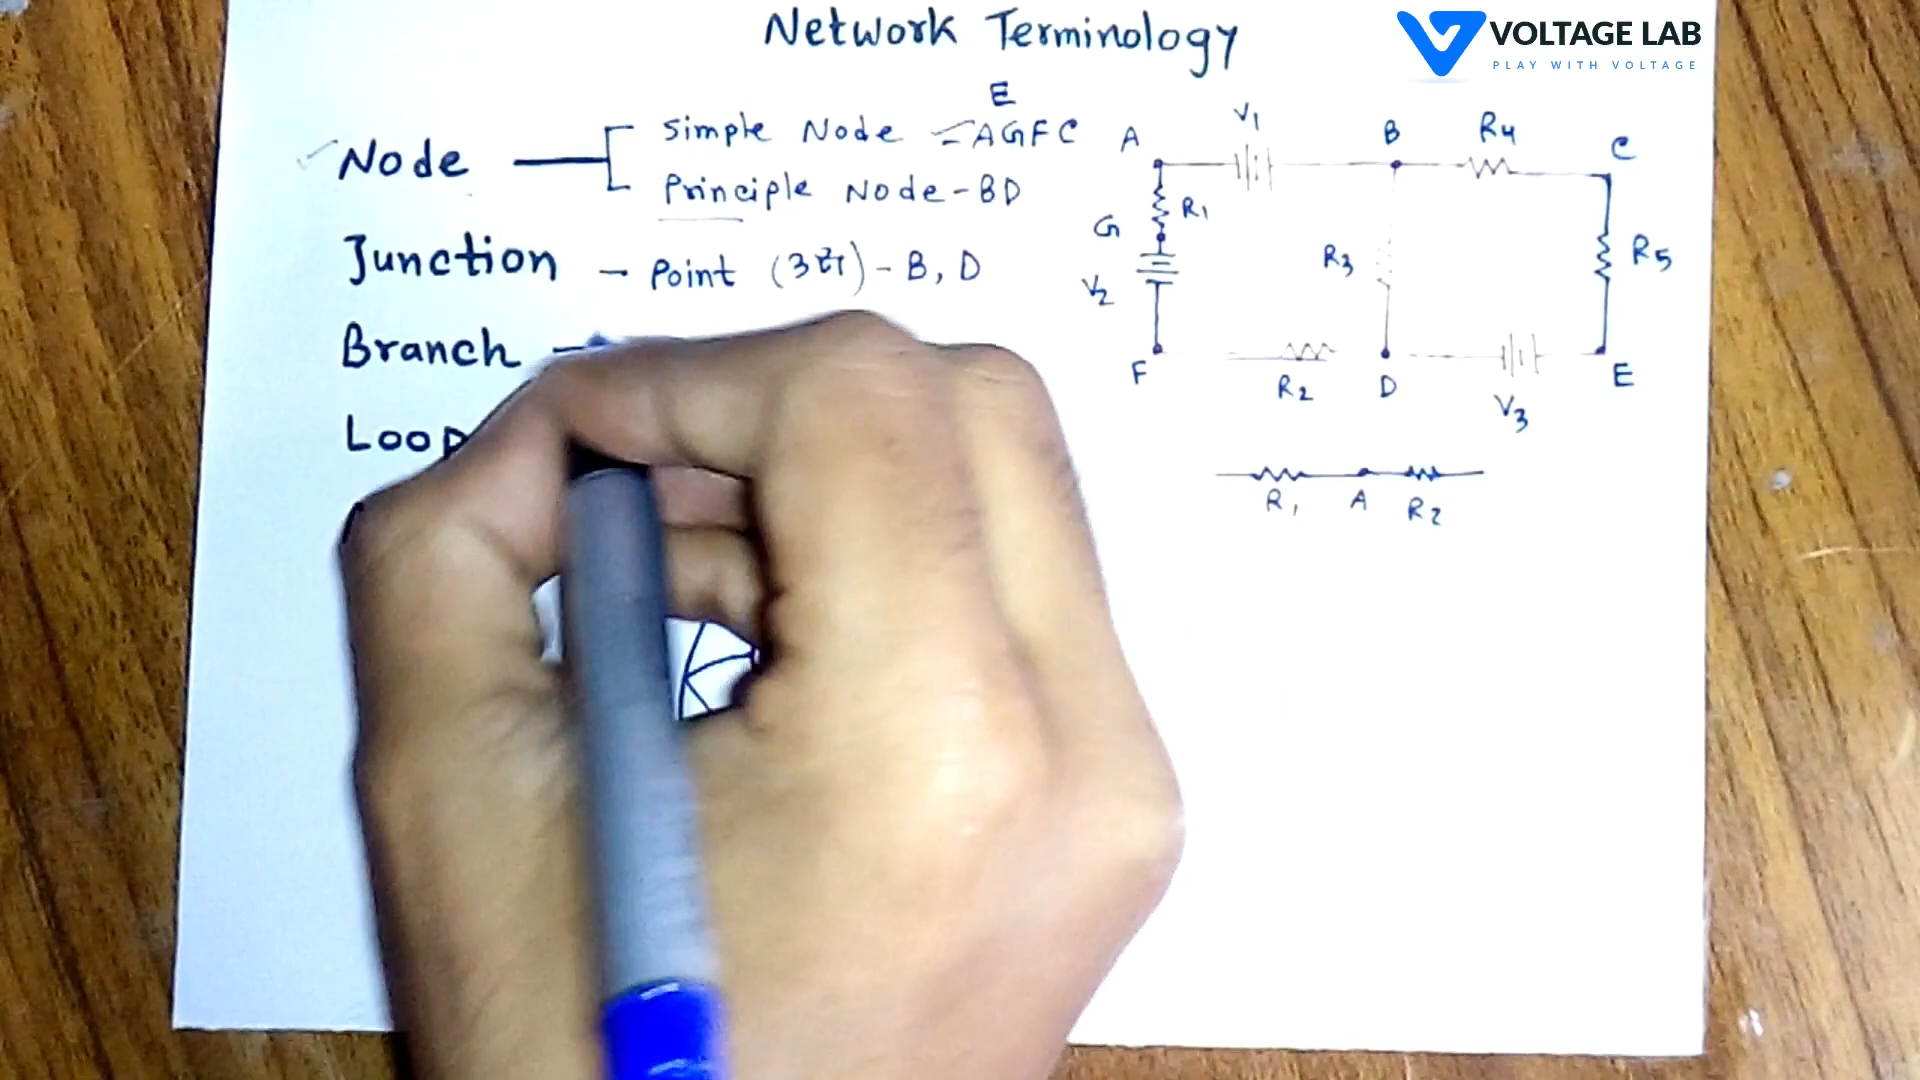 Network Terminology
VOLTAGE LAB
PLAY WITH VOLTAGE
E
Node — Simple Node - AGFC
Principle Node - BD
Junction - Point (3टা) - B, D
Branch -
Loop
A V1 B R4 C
R1
G
V2 R3 R5
F R2 D V3 E
R1 A R2